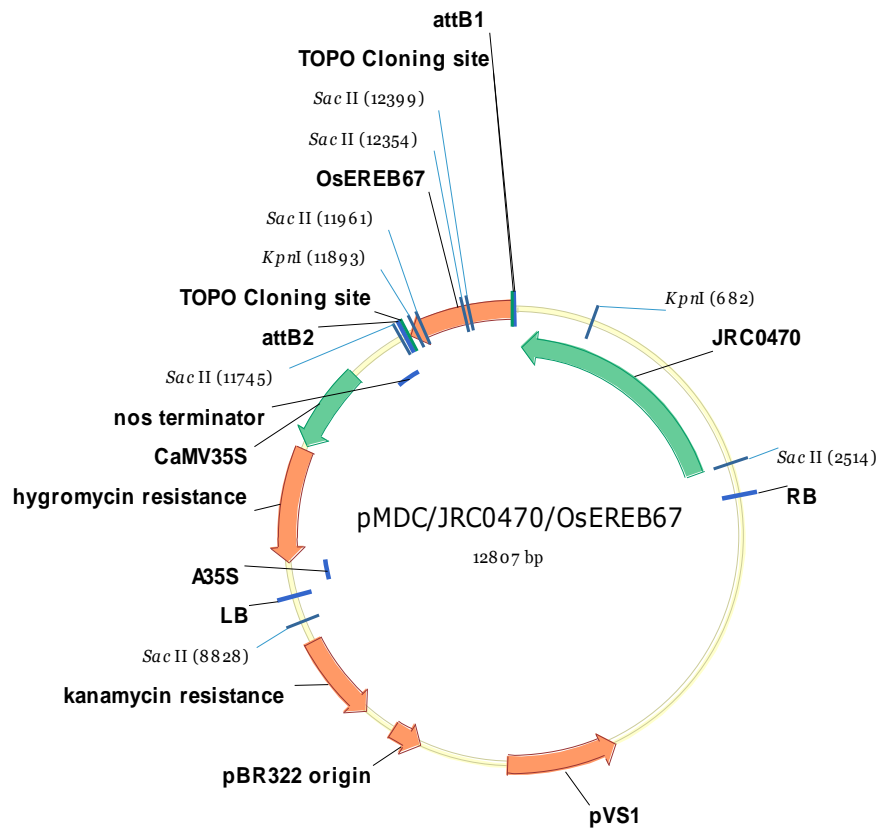 attB1
TOPO Cloning site
Sac II (12399)
Sac II (12354)
OsEREB67
Sac II (11961)
KpnI (11893)
TOPO Cloning site
attB2
Sac II (11745)
nos terminator
CaMV35S
hygromycin resistance
A35S
LB
Sac II (8828)
kanamycin resistance
pBR322 origin
pVS1
RB
Sac II (2514)
JRC0470
KpnI (682)
pMDC/JRC0470/OsEREB67
12807 bp